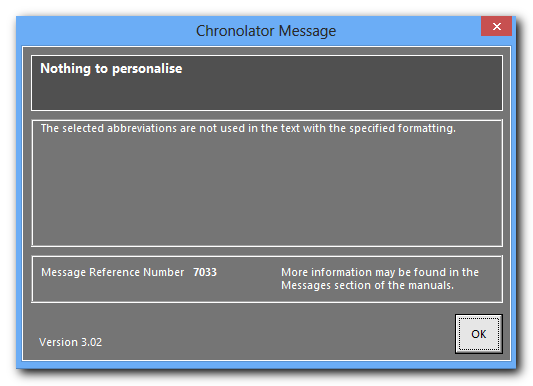 Chronolator Message
Nothing to personalise
The selected abbreviations are not used in the text with the specified formatting.
Message Reference Number 7033
More information may be found in the
Messages section of the manuals.
Version 3.02
OK